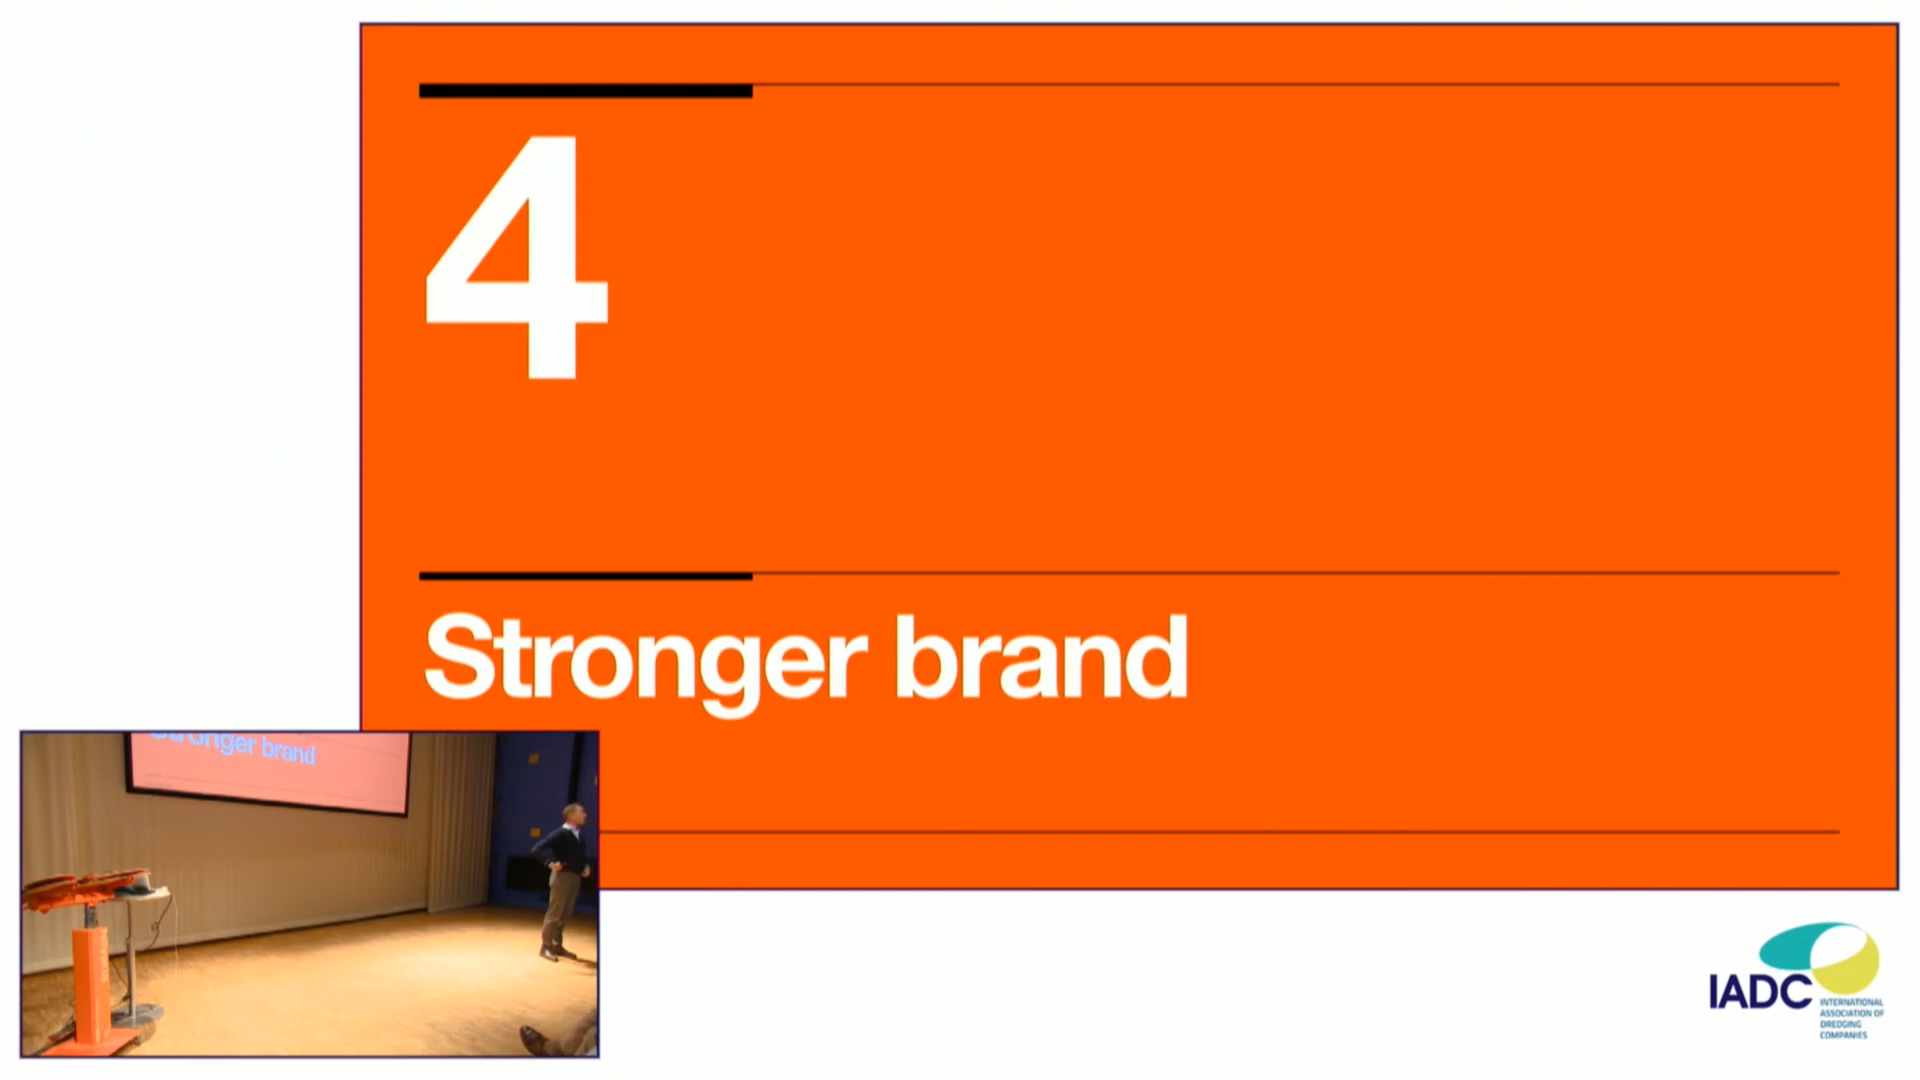 4
Stronger brand
Stronger brand
IADC
INTERNATIONAL
ASSOCIATION OF
DREDGING
COMPANIES